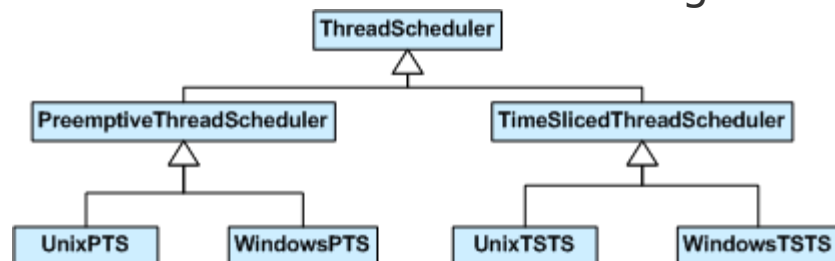 ThreadScheduler
PreemptiveThreadScheduler TimeSlicedThreadScheduler
UnixPTS WindowsPTS UnixTSTS WindowsTSTS